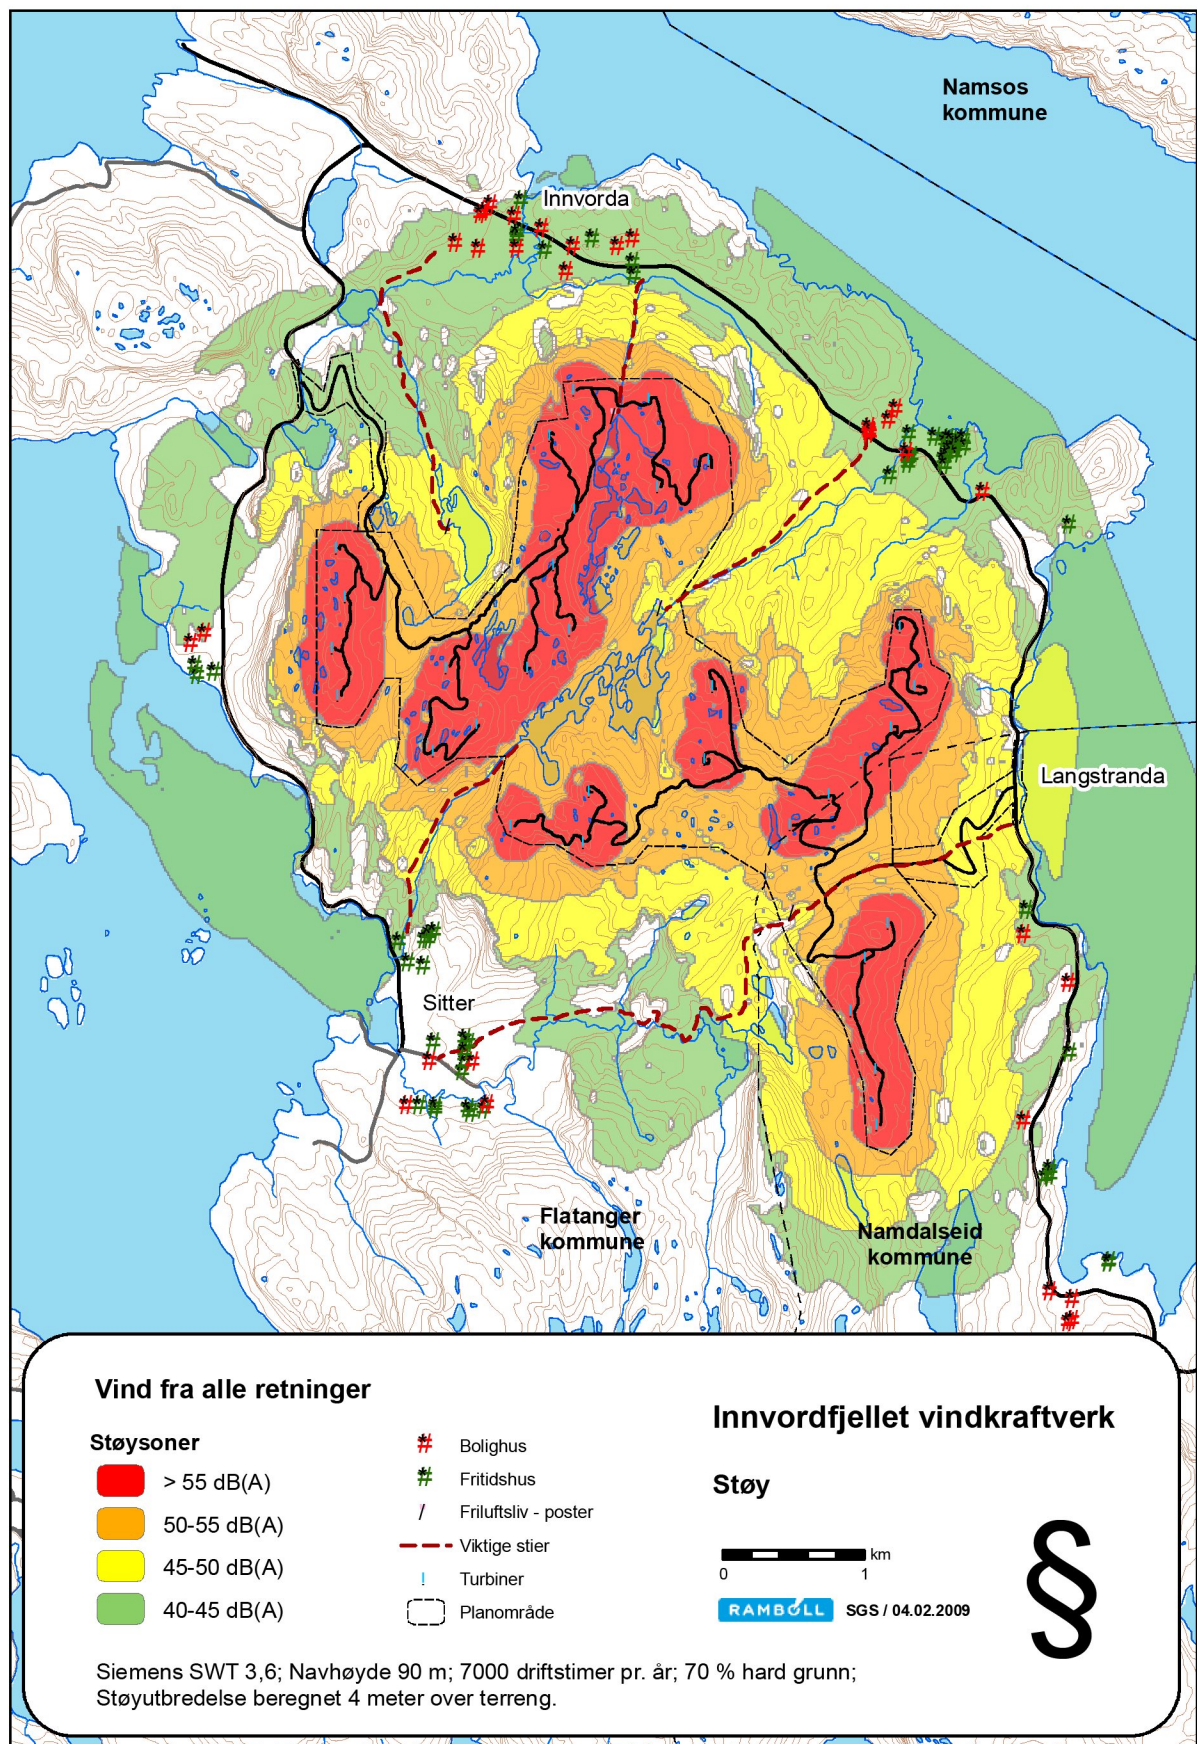 Namsos
kommune
Innvorda
Langstranda
Sitter
Flatanger
kommune
Namdalseid
kommune
Vind fra alle retninger
Støysoner
> 55 dB(A)
50-55 dB(A)
45-50 dB(A)
40-45 dB(A)
Bolighus
Fritidshus
Friluftsliv - poster
Viktige stier
Turbiner
Planområde
Innvordfjellet vindkraftverk
Støy
km
0 1
RAMBOLL SGS / 04.02.2009
§
Siemens SWT 3,6; Navhøyde 90 m; 7000 driftstimer pr. år; 70 % hard grunn;
Støyutbredelse beregnet 4 meter over terreng.